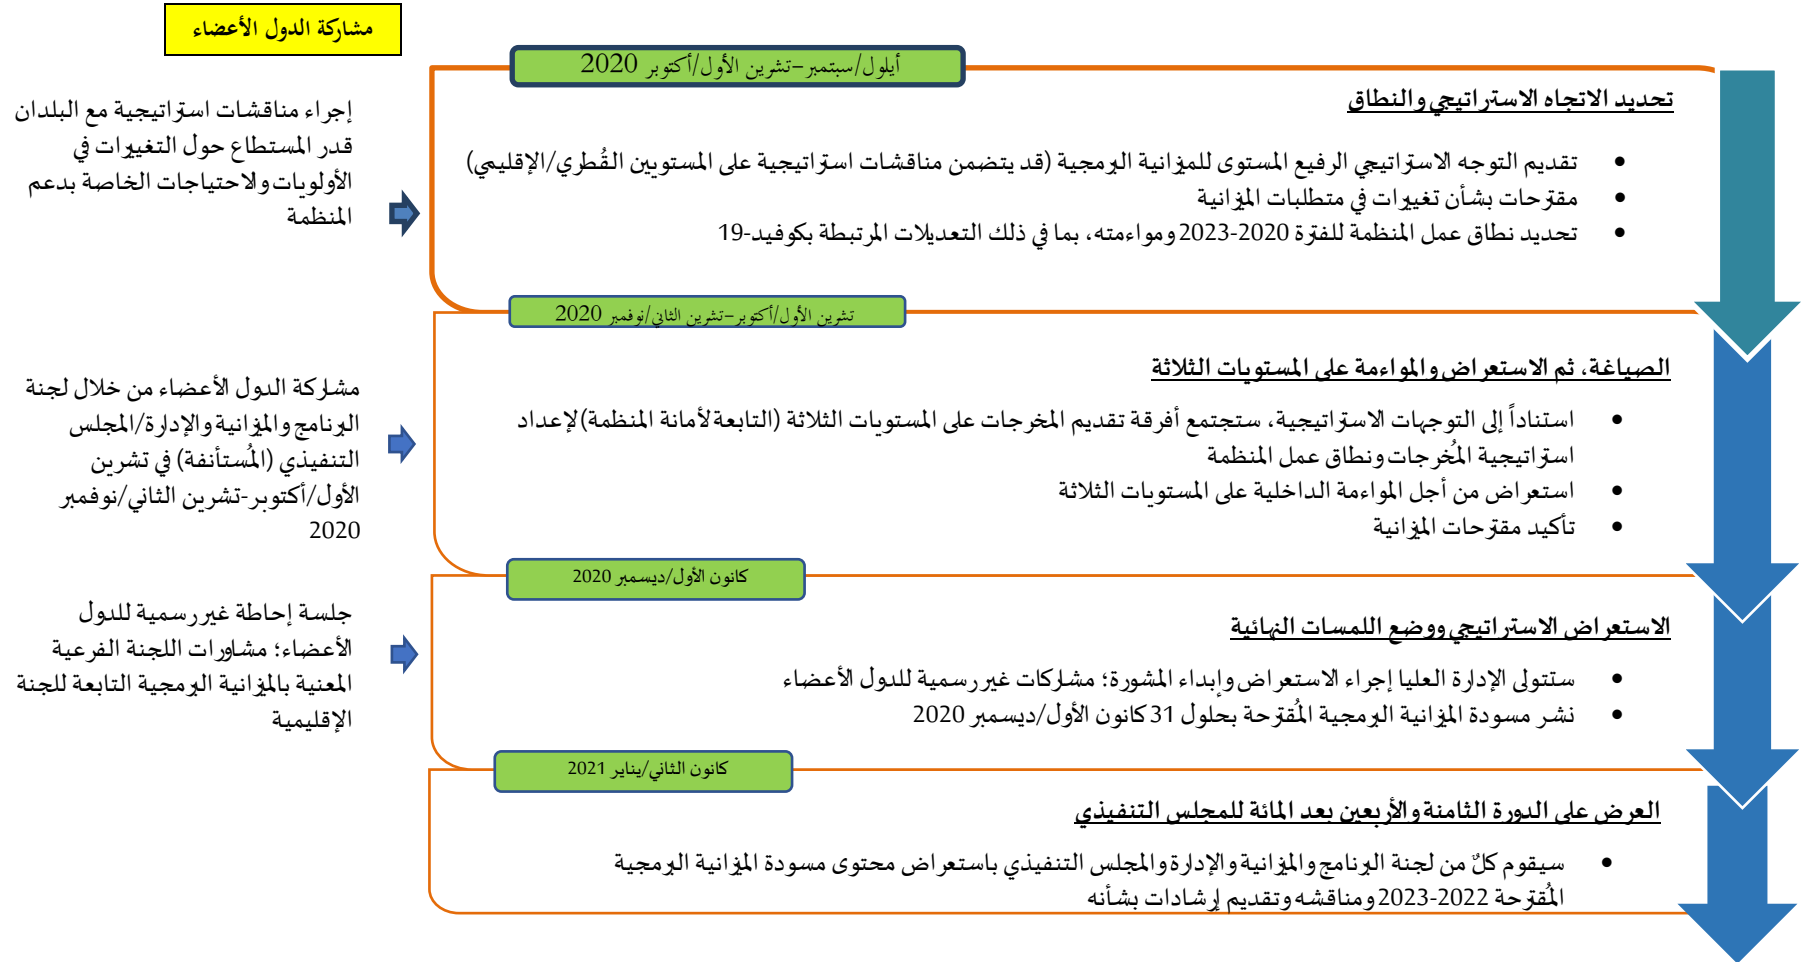 مشاركة الدول الأعضاء
أيلول/سبتمبر–تشرين الأول/أكتوبر 2020
تحديد الاتجاه الاستراتيجي والنطاق
تقديم التوجه الاستراتيجي الرفيع المستوى للميزانية البرمجية (قد يتضمن مناقشات استراتيجية على المستويين القُطري/الإقليمي)
مقترحات بشأن تغييرات في متطلبات الميزانية
تحديد نطاق عمل المنظمة للفترة 2020-2023 ومواءمته، بما في ذلك التعديلات المرتبطة بكوفيد-19
إجراء مناقشات استراتيجية مع البلدان
قدر المستطاع حول التغييرات في
الأولويات والاحتياجات الخاصة بدعم
المنظمة
تشرين الأول/أكتوبر–تشرين الثاني/نوفمبر 2020
الصياغة، ثم الاستعراض والمواءمة على المستويات الثلاثة
استناداً إلى التوجهات الاستراتيجية، ستجتمع أفرقة تقديم المخرجات على المستويات الثلاثة (التابعة لأمانة المنظمة) لإعداد
استراتيجية المُخرجات ونطاق عمل المنظمة
استعراض من أجل المواءمة الداخلية على المستويات الثلاثة
تأكيد مقترحات الميزانية
مشاركة الدول الأعضاء من خلال لجنة
البرنامج والميزانية والإدارة/المجلس
التنفيذي (المُستأنفة) في تشرين
الأول/أكتوبر-تشرين الثاني/نوفمبر
2020
كانون الأول/ديسمبر 2020
الاستعراض الاستراتيجي ووضع اللمسات النهائية
ستتولى الإدارة العليا إجراء الاستعراض وإبداء المشورة؛ مشاركات غير رسمية للدول الأعضاء
نشر مسودة الميزانية البرمجية المُقترحة بحلول 31 كانون الأول/ديسمبر 2020
جلسة إحاطة غير رسمية للدول
الأعضاء؛ مشاورات اللجنة الفرعية
المعنية بالميزانية البرمجية التابعة للجنة
الإقليمية
كانون الثاني/يناير 2021
العرض على الدورة الثامنة والأربعين بعد المائة للمجلس التنفيذي
سيقوم كلٌ من لجنة البرنامج والميزانية والإدارة والمجلس التنفيذي باستعراض محتوى مسودة الميزانية البرمجية
المُقترحة 2022-2023 ومناقشه وتقديم إرشادات بشأنه